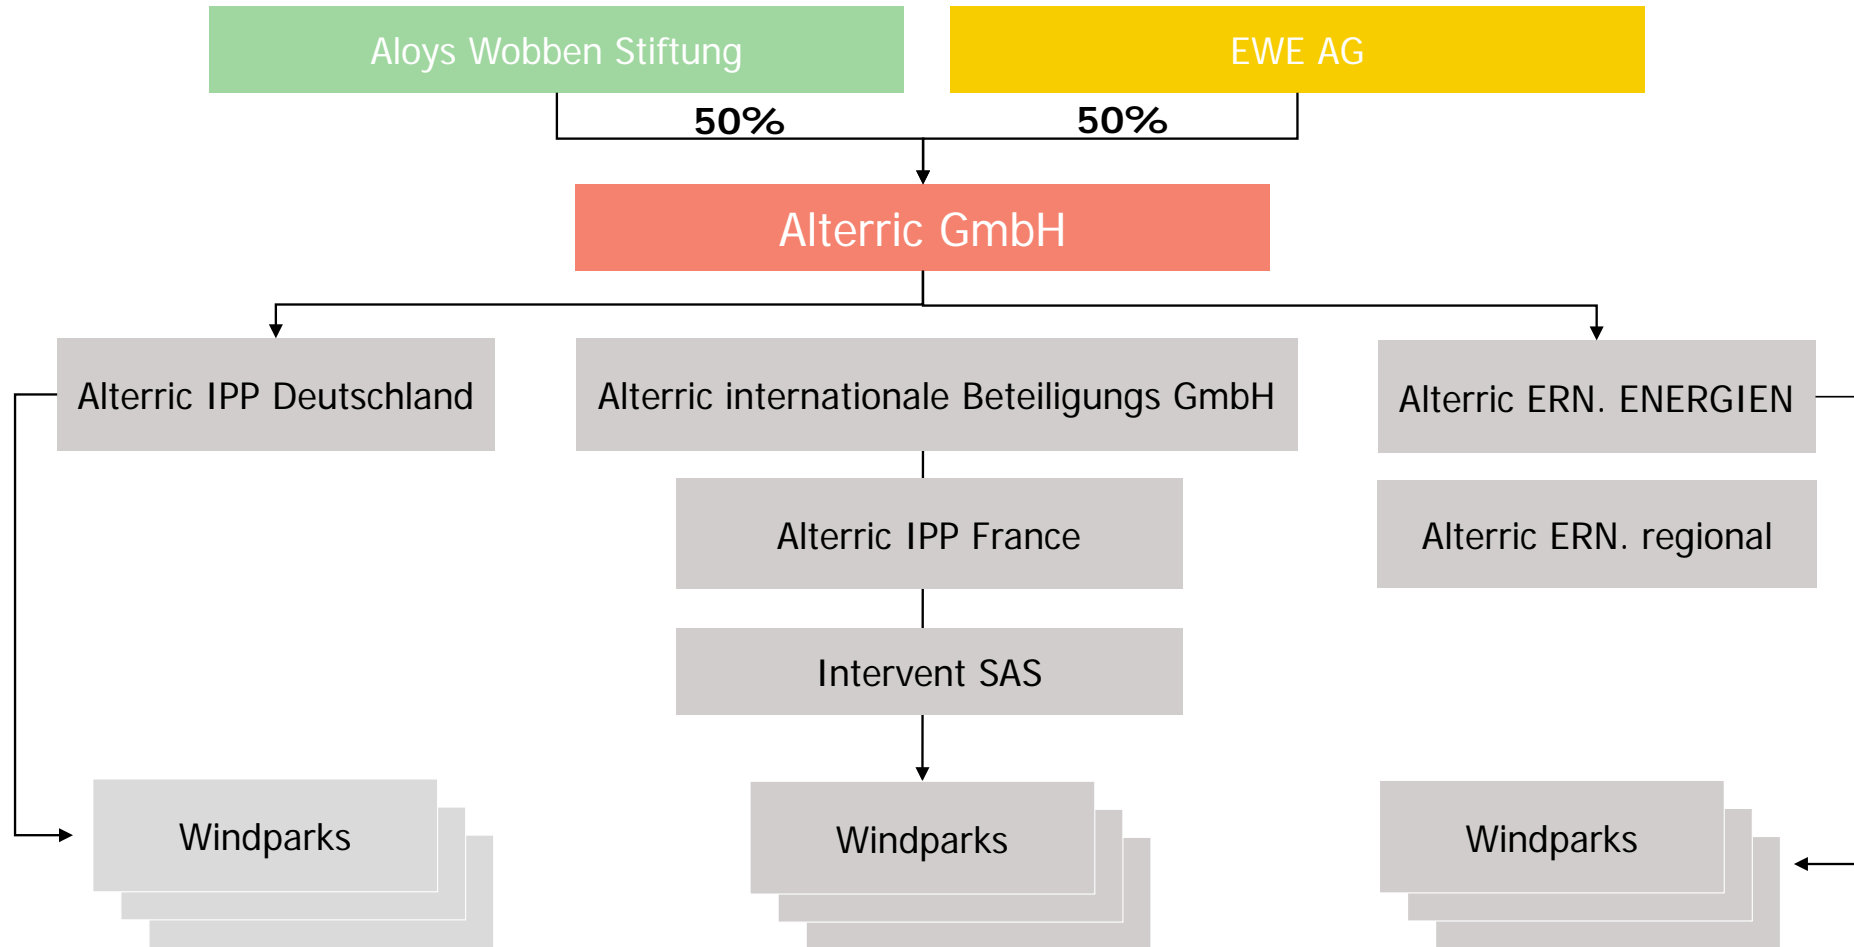 Aloys Wobben Stiftung
EWE AG
50%
50%
Alterric GmbH
Alterric IPP Deutschland
Alterric internationale Beteiligungs GmbH
Alterric ERN. ENERGIEN
Alterric IPP France
Alterric ERN. regional
Intervent SAS
Windparks
Windparks
Windparks